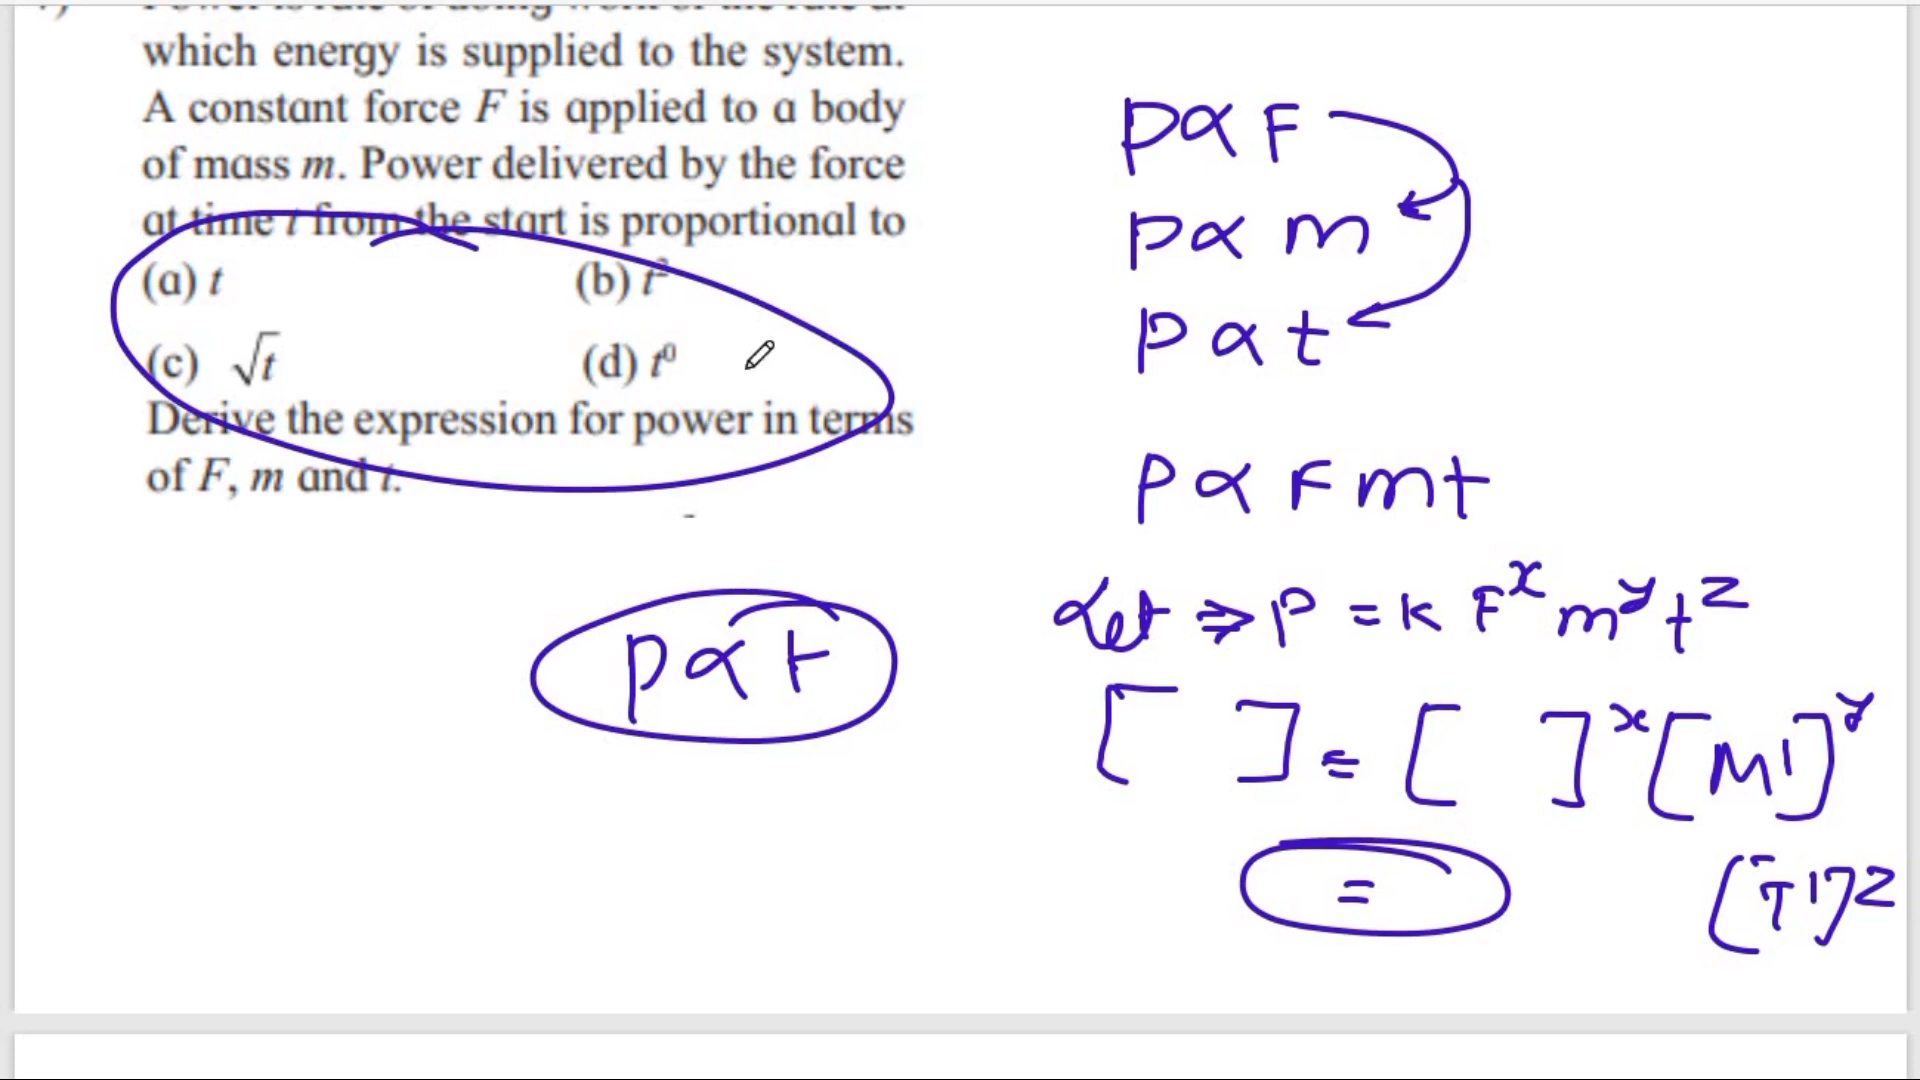 which energy is supplied to the system.
A constant force F is applied to a body
of mass m. Power delivered by the force
at time t from the start is proportional to
(a) t (b) t²
(c) √t (d) t⁰
Derive the expression for power in terms
of F, m and t.
P∝t
P∝F
P∝m
P∝t
P∝Fmt
Let ⇒ P = K F^x m^y t^z
[ ] = [ ]^x [M1]^y
= [T1]^z